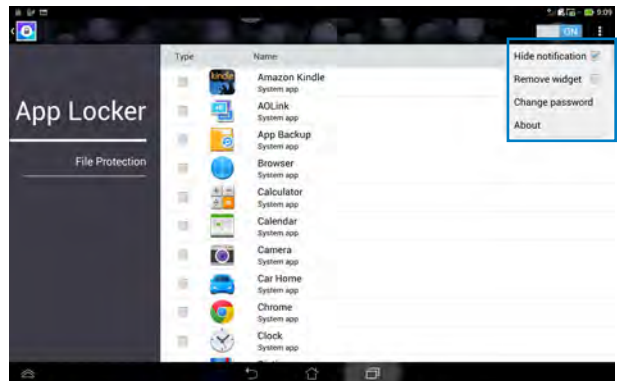 9:09
ON
Type
Name
Hide notification
Remove widget
Change password
About
App Locker
File Protection
kindle
Amazon Kindle
System app
AOLink
System app
App Backup
System app
Browser
System app
Calculator
System app
Calendar
System app
Camera
System app
Car Home
System app
Chrome
System app
Clock
System app